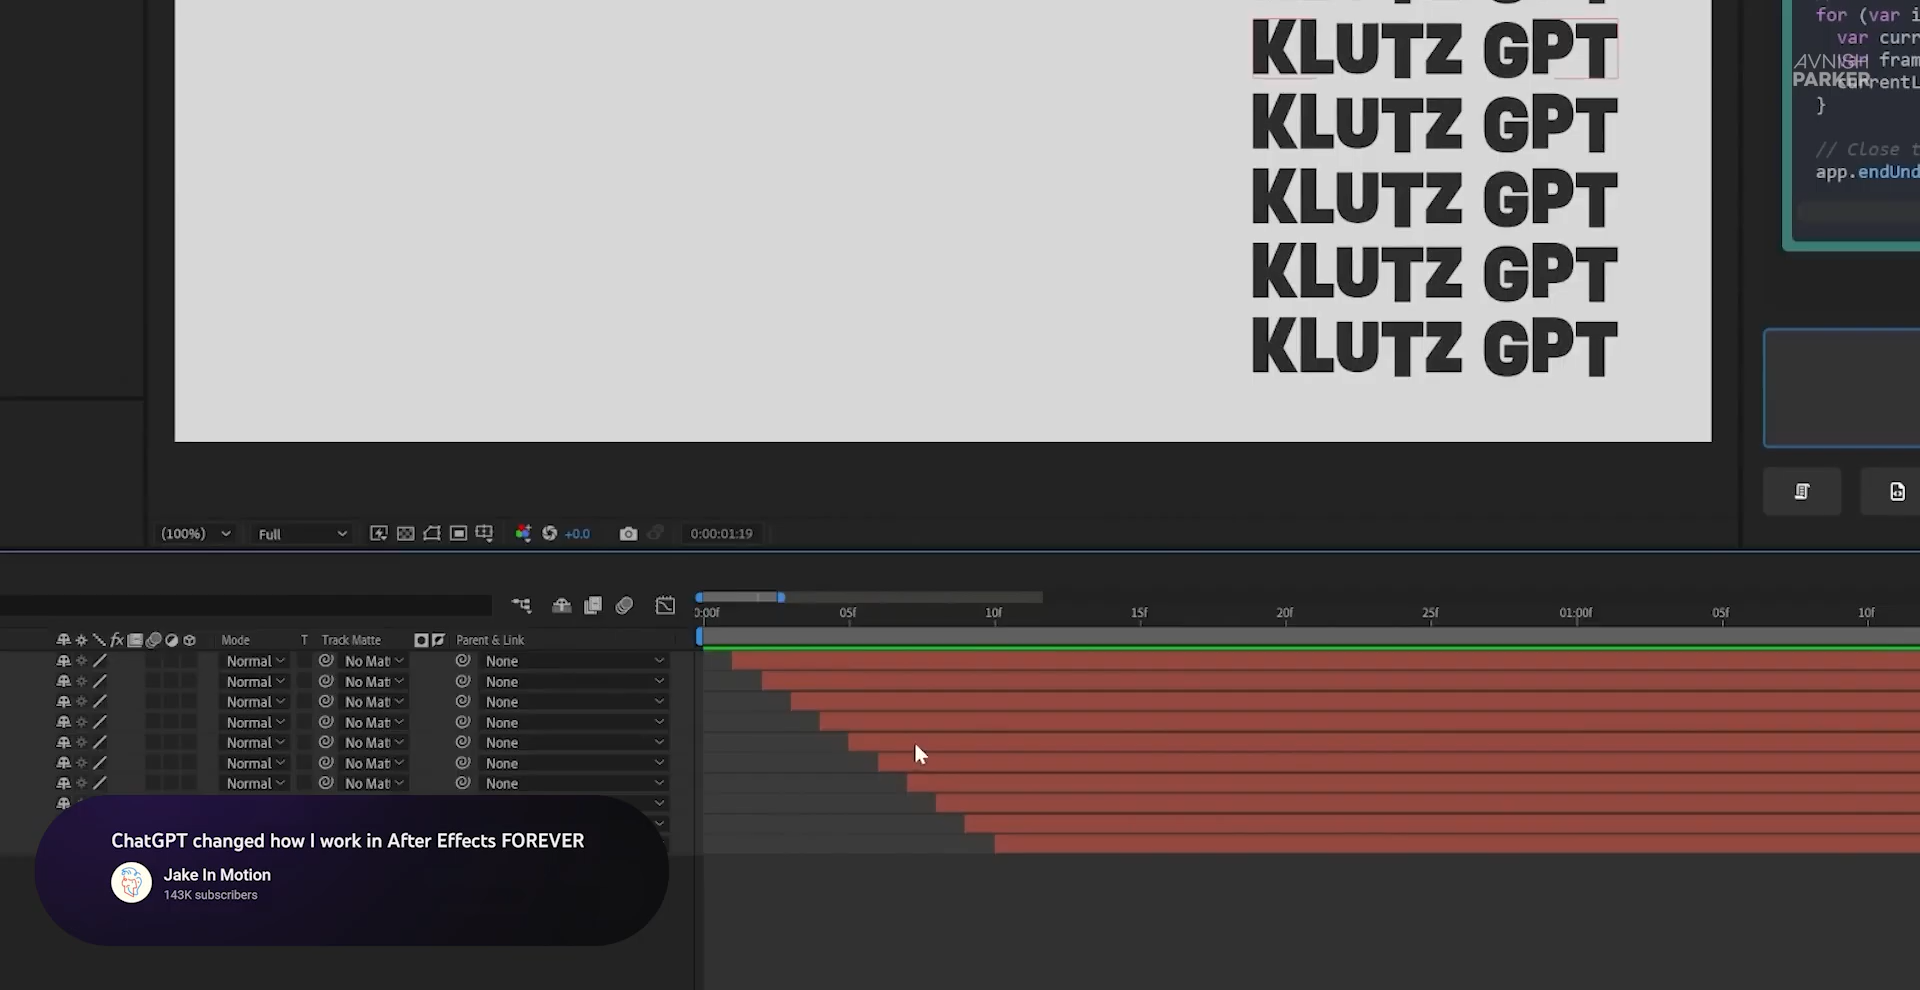 KLUTZ GPT
KLUTZ GPT
KLUTZ GPT
KLUTZ GPT
KLUTZ GPT
for (var i
var curr
fram
currentL
}
// Close t
app.endUnd
AVNISH
PARKER
(100%)
Full
+0.0
0:00:01:19
0:00f 05f 10f 15f 20f 25f 01:00f 05f 10f
fx Mode T Track Matte Parent & Link
Normal No Mat None
Normal No Mat None
Normal No Mat None
Normal No Mat None
Normal No Mat None
Normal No Mat None
Normal No Mat None
ChatGPT changed how I work in After Effects FOREVER
Jake In Motion
143K subscribers